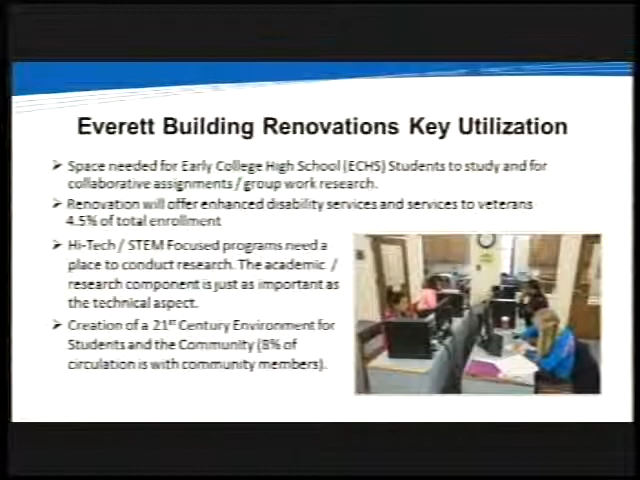 Everett Building Renovations Key Utilization
➢ Space needed for Early College High School (ECHS) Students to study and for
collaborative assignments / group work research.
➢ Renovation will offer enhanced disability services and services to veterans
4.5% of total enrollment
➢ Hi-Tech / STEM Focused programs need a
place to conduct research. The academic /
research component is just as important as
the technical aspect.
➢ Creation of a 21st Century Environment for
Students and the Community (8% of
circulation is with community members).